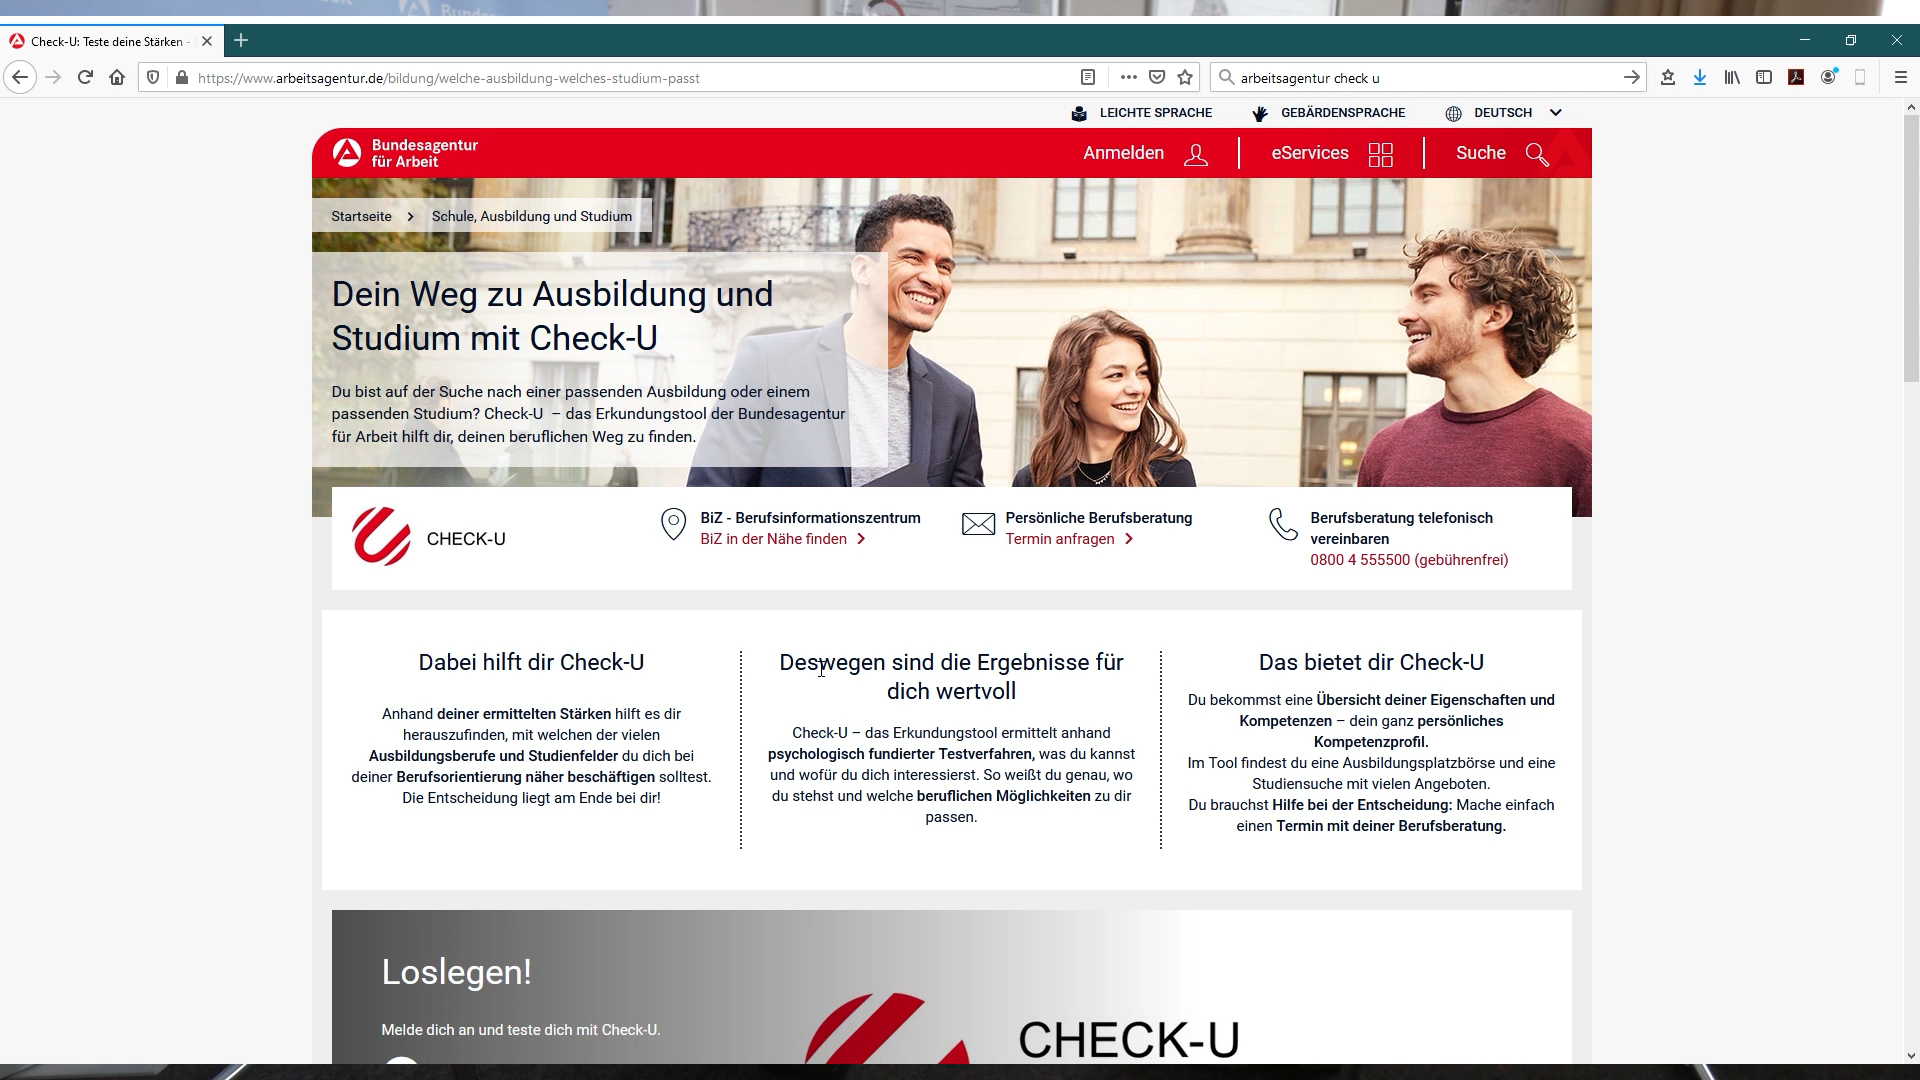 Check-U: Teste deine Stärken -
https://www.arbeitsagentur.de/bildung/welche-ausbildung-welches-studium-passt
arbeitsagentur check u
LEICHTE SPRACHE
GEBÄRDENSPRACHE
DEUTSCH
Bundesagentur
für Arbeit
Anmelden
eServices
Suche
Startseite > Schule, Ausbildung und Studium
Dein Weg zu Ausbildung und
Studium mit Check-U
Du bist auf der Suche nach einer passenden Ausbildung oder einem
passenden Studium? Check-U – das Erkundungstool der Bundesagentur
für Arbeit hilft dir, deinen beruflichen Weg zu finden.
CHECK-U
BiZ - Berufsinformationszentrum
BiZ in der Nähe finden
Persönliche Berufsberatung
Termin anfragen
Berufsberatung telefonisch
vereinbaren
0800 4 555500 (gebührenfrei)
Dabei hilft dir Check-U
Anhand deiner ermittelten Stärken hilft es dir
herauszufinden, mit welchen der vielen
Ausbildungsberufe und Studienfelder du dich bei
deiner Berufsorientierung näher beschäftigen solltest.
Die Entscheidung liegt am Ende bei dir!
Deswegen sind die Ergebnisse für
dich wertvoll
Check-U – das Erkundungstool ermittelt anhand
psychologisch fundierter Testverfahren, was du kannst
und wofür du dich interessierst. So weißt du genau, wo
du stehst und welche beruflichen Möglichkeiten zu dir
passen.
Das bietet dir Check-U
Du bekommst eine Übersicht deiner Eigenschaften und
Kompetenzen – dein ganz persönliches
Kompetenzprofil.
Im Tool findest du eine Ausbildungsplatzbörse und eine
Studiensuche mit vielen Angeboten.
Du brauchst Hilfe bei der Entscheidung: Mache einfach
einen Termin mit deiner Berufsberatung.
Loslegen!
Melde dich an und teste dich mit Check-U.
CHECK-U